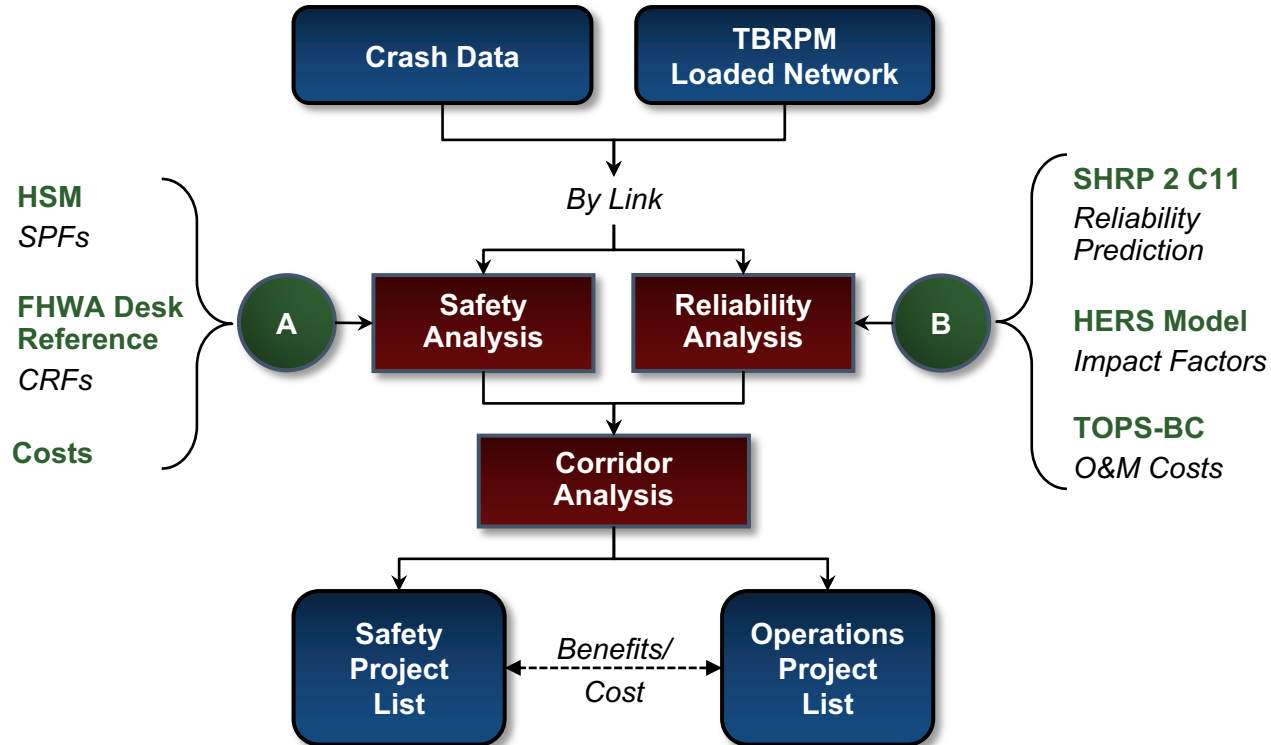 Crash Data
TBRPM
Loaded Network
By Link
HSM
SPFs
FHWA Desk
Reference
CRFs
Costs
A
Safety
Analysis
Reliability
Analysis
B
SHRP 2 C11
Reliability
Prediction
HERS Model
Impact Factors
TOPS-BC
O&M Costs
Corridor
Analysis
Safety
Project
List
Benefits/
Cost
Operations
Project
List